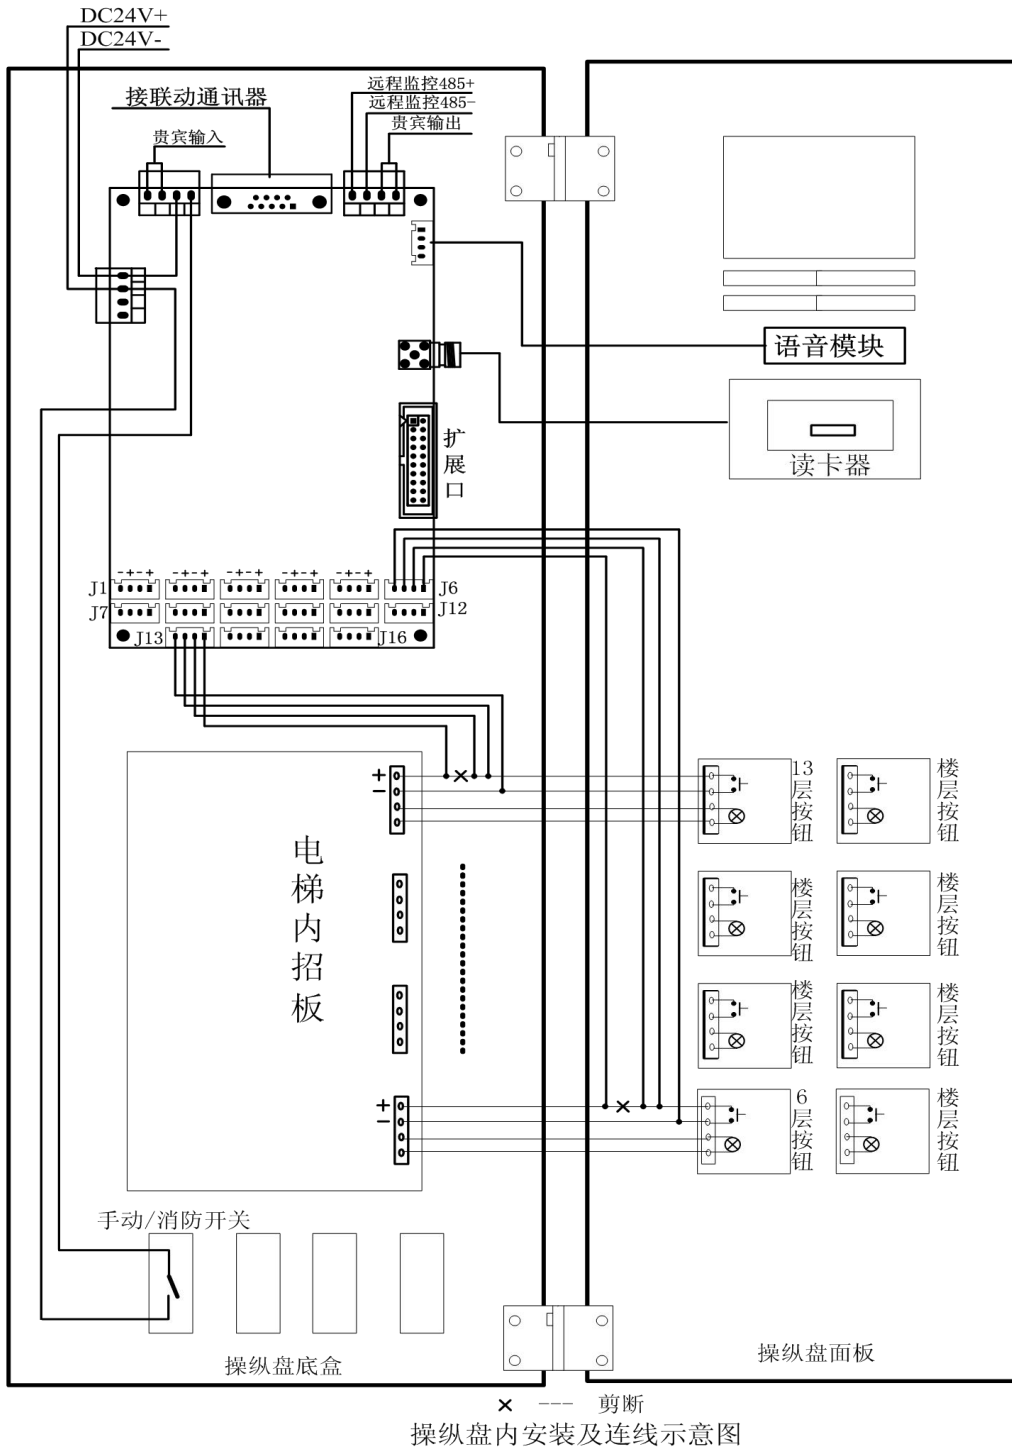 DC24V+
DC24V-
接联动通讯器
远程监控485+
远程监控485-
贵宾输出
贵宾输入
语音模块
读卡器
扩展口
-+-+
-+-+
-+-+
-+-+
-+-+
J1
J6
J7
J12
J13
J16
+
-
13层按钮
楼层按钮
电梯内招板
楼层按钮
楼层按钮
楼层按钮
楼层按钮
+
-
6层按钮
楼层按钮
手动/消防开关
操纵盘底盒
操纵盘面板
× --- 剪断
操纵盘内安装及连线示意图